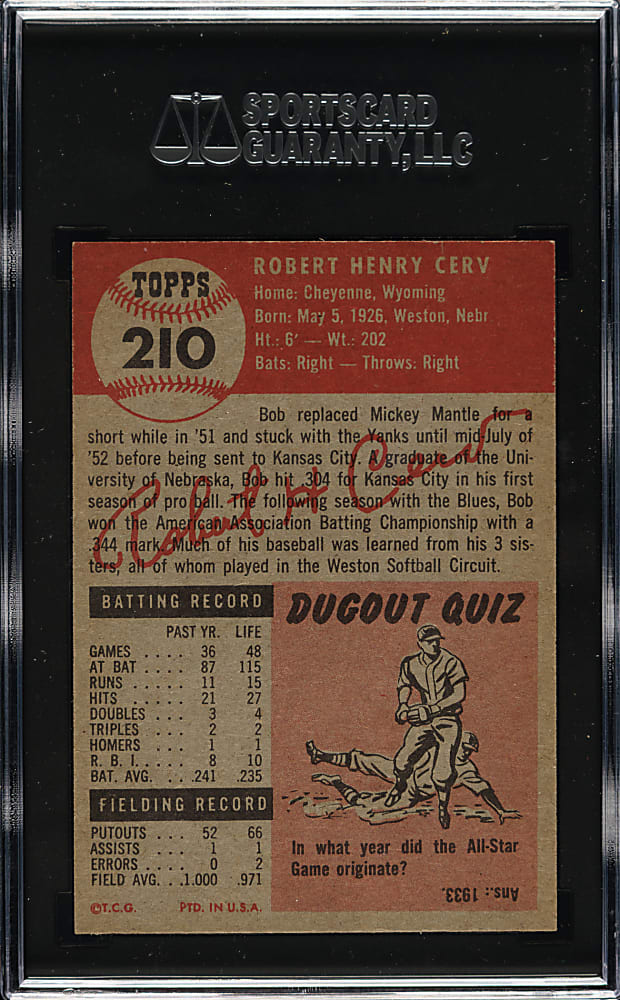 SPORTSCARD
GUARANTY, LLC
TOPPS
210
ROBERT HENRY CERV
Home: Cheyenne, Wyoming
Born: May 5, 1926, Weston, Nebr
Ht.: 6' — Wt.: 202
Bats: Right — Throws: Right
Bob replaced Mickey Mantle for a
short while in '51 and stuck with the Yanks until mid-July of
'52 before being sent to Kansas City. A graduate of the Uni-
versity of Nebraska, Bob hit .304 for Kansas City in his first
season of pro ball. The following season with the Blues, Bob
won the American Association Batting Championship with a
.344 mark. Much of his baseball was learned from his 3 sis-
ters, all of whom played in the Weston Softball Circuit.
Robert H Cerv
BATTING RECORD
PAST YR. LIFE
GAMES .... 36 48
AT BAT .... 87 115
RUNS ..... 11 15
HITS ..... 21 27
DOUBLES ... 3 4
TRIPLES ... 2 2
HOMERS ... 1 1
R. B. I. .... 8 10
BAT. AVG. ...241 .235
FIELDING RECORD
PUTOUTS ... 52 66
ASSISTS ... 1 1
ERRORS .... 0 2
FIELD AVG. ..1.000 .971
©T.C.G. PTD. IN U.S.A.
DUGOUT QUIZ
In what year did the All-Star
Game originate?
Ans.: 1933.